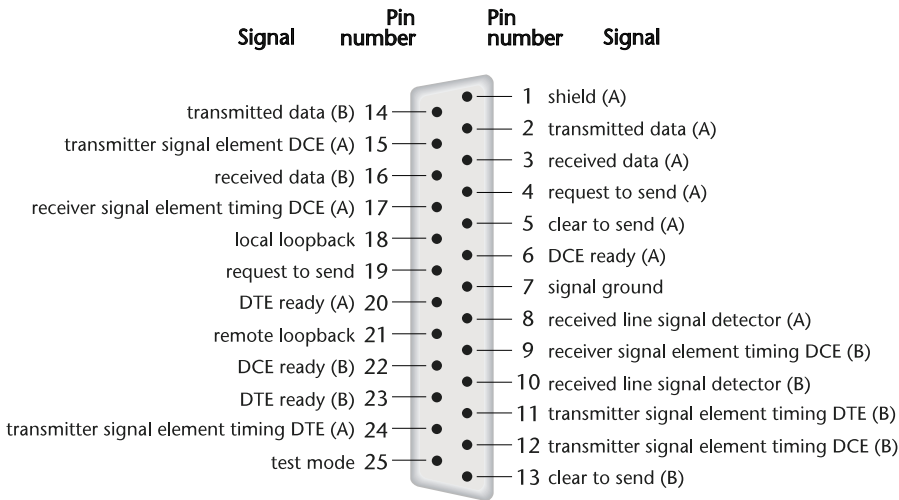 Signal Pin number Pin number Signal
transmitted data (B) 14
transmitter signal element DCE (A) 15
received data (B) 16
receiver signal element timing DCE (A) 17
local loopback 18
request to send 19
DTE ready (A) 20
remote loopback 21
DCE ready (B) 22
DTE ready (B) 23
transmitter signal element timing DTE (A) 24
test mode 25
1 shield (A)
2 transmitted data (A)
3 received data (A)
4 request to send (A)
5 clear to send (A)
6 DCE ready (A)
7 signal ground
8 received line signal detector (A)
9 receiver signal element timing DCE (B)
10 received line signal detector (B)
11 transmitter signal element timing DTE (B)
12 transmitter signal element timing DCE (B)
13 clear to send (B)